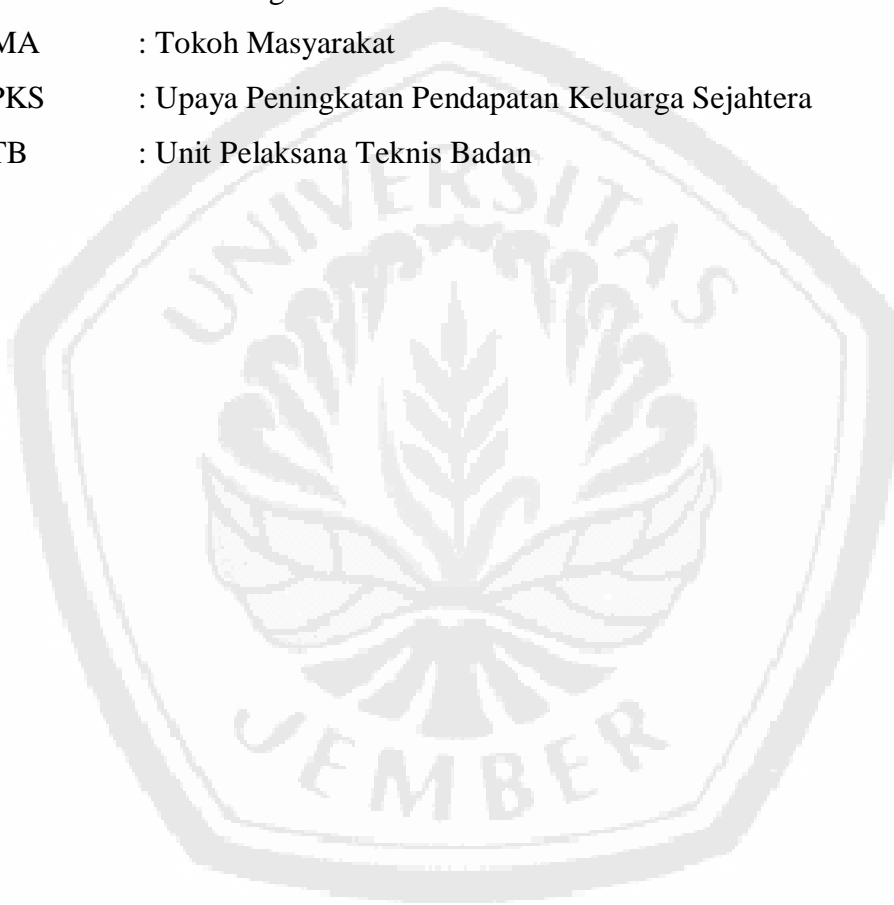 MA : Tokoh Masyarakat
PKS : Upaya Peningkatan Pendapatan Keluarga Sejahtera
TB : Unit Pelaksana Teknis Badan
UNIVERSITAS
JEMBER